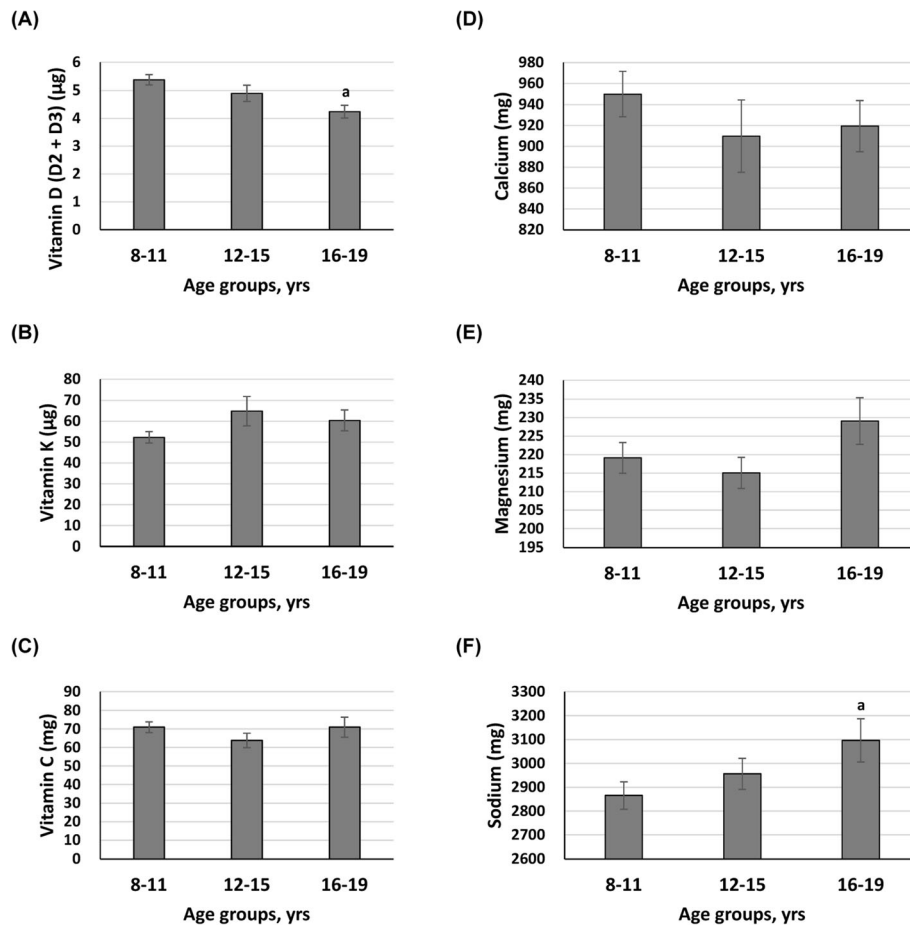 (A)
Vitamin D (D2 + D3) (µg)
6
5
4
3
2
1
0
a
8-11 12-15 16-19
Age groups, yrs
(B)
Vitamin K (µg)
80
70
60
50
40
30
20
10
0
8-11 12-15 16-19
Age groups, yrs
(C)
Vitamin C (mg)
90
80
70
60
50
40
30
20
10
0
8-11 12-15 16-19
Age groups, yrs
(D)
Calcium (mg)
980
960
940
920
900
880
860
840
820
8-11 12-15 16-19
Age groups, yrs
(E)
Magnesium (mg)
240
235
230
225
220
215
210
205
200
195
8-11 12-15 16-19
Age groups, yrs
(F)
Sodium (mg)
3300
3200
3100
3000
2900
2800
2700
2600
a
8-11 12-15 16-19
Age groups, yrs